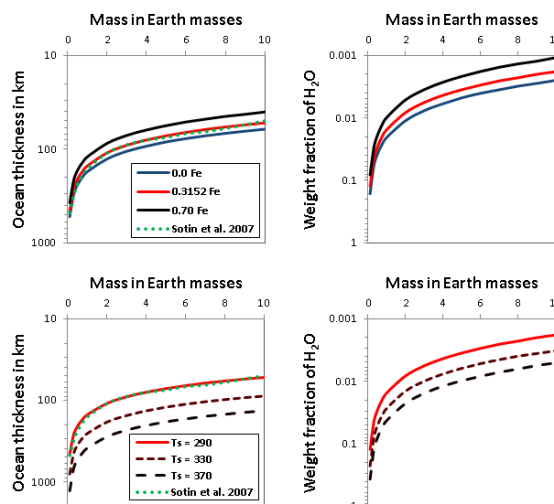 Mass in Earth masses
0 2 4 6 8 10
Ocean thickness in km
10
100
1000
0.0 Fe
0.3152 Fe
0.70 Fe
Sotin et al. 2007
Mass in Earth masses
0 2 4 6 8 10
Weight fraction of H₂O
0.001
0.01
0.1
1
Mass in Earth masses
0 2 4 6 8 10
Ocean thickness in km
10
100
1000
Ts = 290
Ts = 330
Ts = 370
Sotin et al. 2007
Mass in Earth masses
0 2 4 6 8 10
Weight fraction of H₂O
0.001
0.01
0.1
1